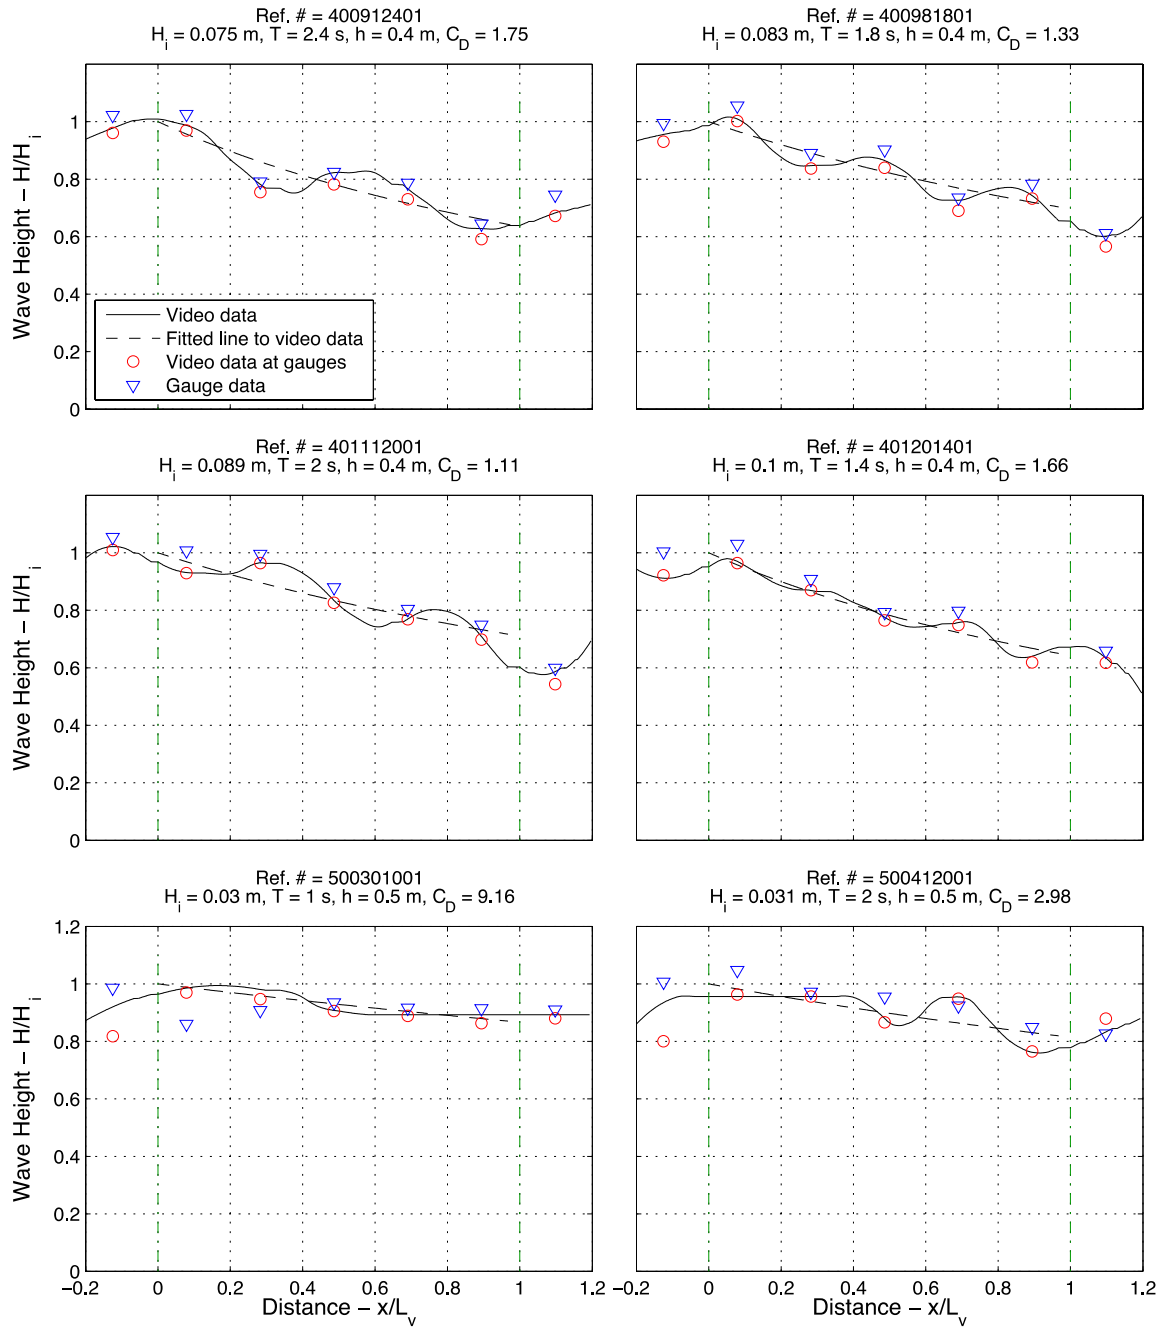 Ref. # = 400912401
H_i = 0.075 m, T = 2.4 s, h = 0.4 m, C_D = 1.75
Ref. # = 400981801
H_i = 0.083 m, T = 1.8 s, h = 0.4 m, C_D = 1.33
Wave Height – H/H_i
1
0.8
0.6
0.4
0.2
0
Video data
Fitted line to video data
Video data at gauges
Gauge data
Ref. # = 401112001
H_i = 0.089 m, T = 2 s, h = 0.4 m, C_D = 1.11
Ref. # = 401201401
H_i = 0.1 m, T = 1.4 s, h = 0.4 m, C_D = 1.66
Wave Height – H/H_i
1
0.8
0.6
0.4
0.2
0
Ref. # = 500301001
H_i = 0.03 m, T = 1 s, h = 0.5 m, C_D = 9.16
Ref. # = 500412001
H_i = 0.031 m, T = 2 s, h = 0.5 m, C_D = 2.98
Wave Height – H/H_i
1.2
1
0.8
0.6
0.4
0.2
0
−0.2 0 0.2 0.4 0.6 0.8 1 1.2
Distance – x/L_v
0 0.2 0.4 0.6 0.8 1 1.2
Distance – x/L_v